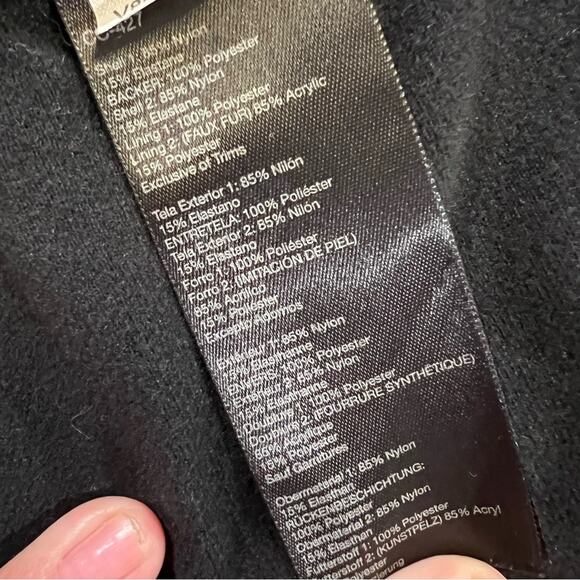 C-427
Shell 1: 85% Nylon
15% Elastane
BACKER: 100% Polyester
Shell 2: 85% Nylon
15% Elastane
Lining 1: 100% Polyester
Lining 2: (FAUX FUR) 85% Acrylic
15% Polyester
Exclusive of Trims
Tela Exterior 1: 85% Nilón
15% Elastano
ENTRETELA: 100% Poliéster
Tela Exterior 2: 85% Nilón
15% Elastano
Forro 1: 100% Poliéster
Forro 2: (IMITACIÓN DE PIEL)
85% Acrílico
15% Poliéster
Excepto Adornos
1: 85% Nylon
15% Élasthanne
100% Polyester
2: 85% Nylon
15% Élasthanne
Doublure 1: 100% Polyester
Doublure 2: (FOURRURE SYNTHÉTIQUE)
85% Acrylique
15% Polyester
Sauf Garnitures
Obermaterial 1: 85% Nylon
15% Elasthan
RÜCKENBESCHICHTUNG:
100% Polyester
Obermaterial 2: 85% Nylon
15% Elasthan
Futterstoff 1: 100% Polyester
Futterstoff 2: (KUNSTPELZ) 85% Acryl